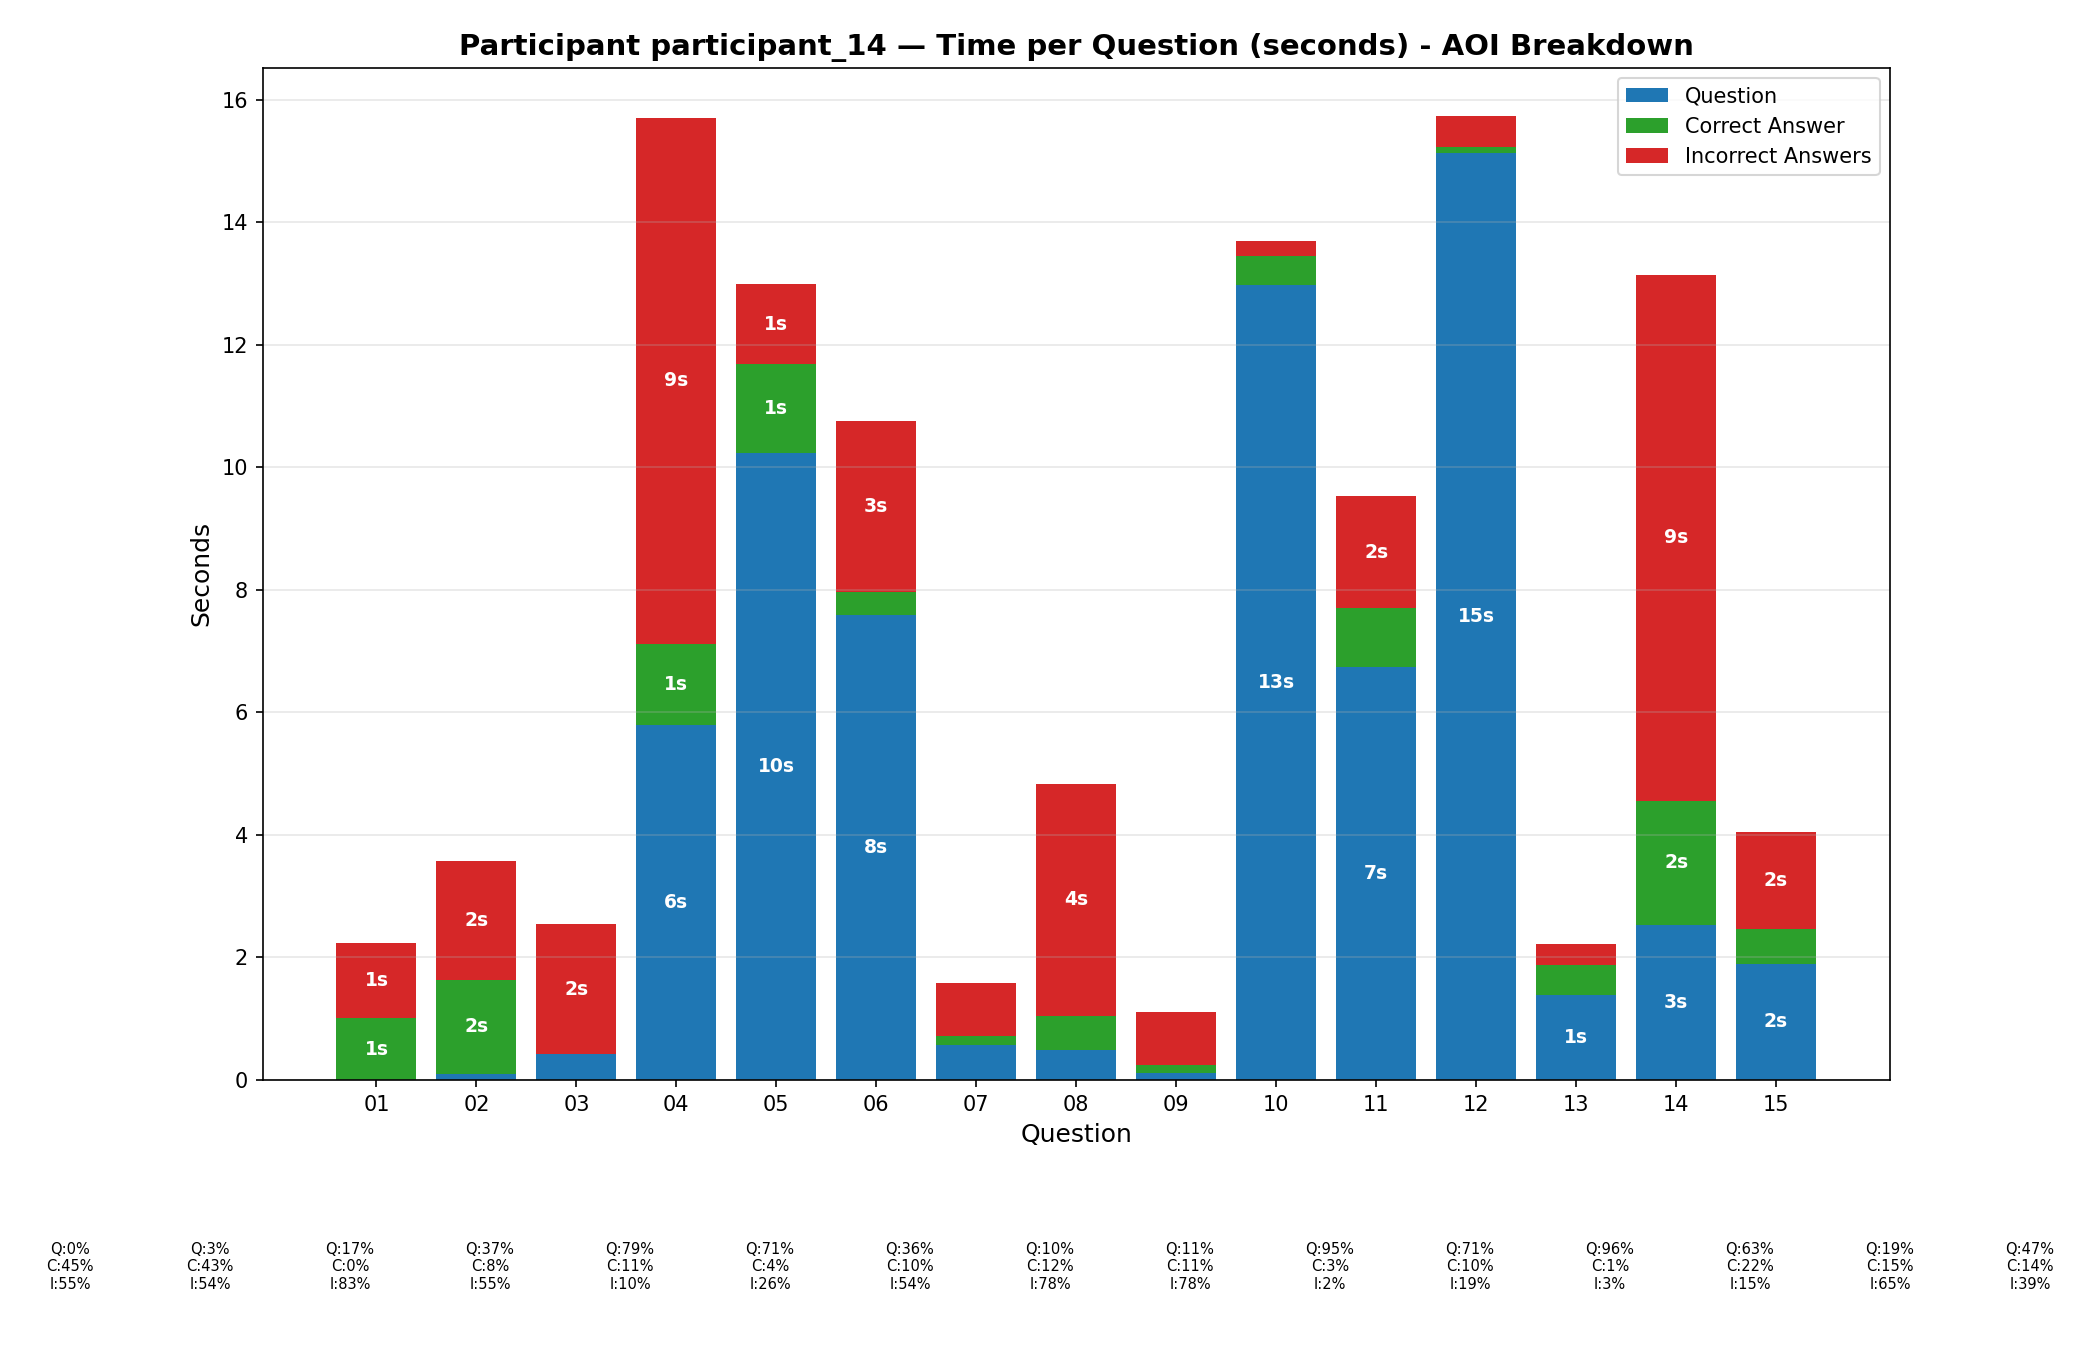 Participant participant_14 — Time per Question (seconds) - AOI Breakdown
Question
Correct Answer
Incorrect Answers
16
14
12
10
8
6
4
2
0
Seconds
1s
1s
2s
2s
2s
9s
1s
6s
1s
1s
10s
3s
8s
4s
13s
2s
7s
15s
1s
9s
2s
3s
2s
2s
01 02 03 04 05 06 07 08 09 10 11 12 13 14 15
Question
Q:0% Q:3% Q:17% Q:37% Q:79% Q:71% Q:36% Q:10% Q:11% Q:95% Q:71% Q:96% Q:63% Q:19% Q:47%
C:45% C:43% C:0% C:8% C:11% C:4% C:10% C:12% C:11% C:3% C:10% C:1% C:22% C:15% C:14%
I:55% I:54% I:83% I:55% I:10% I:26% I:54% I:78% I:78% I:2% I:19% I:3% I:15% I:65% I:39%